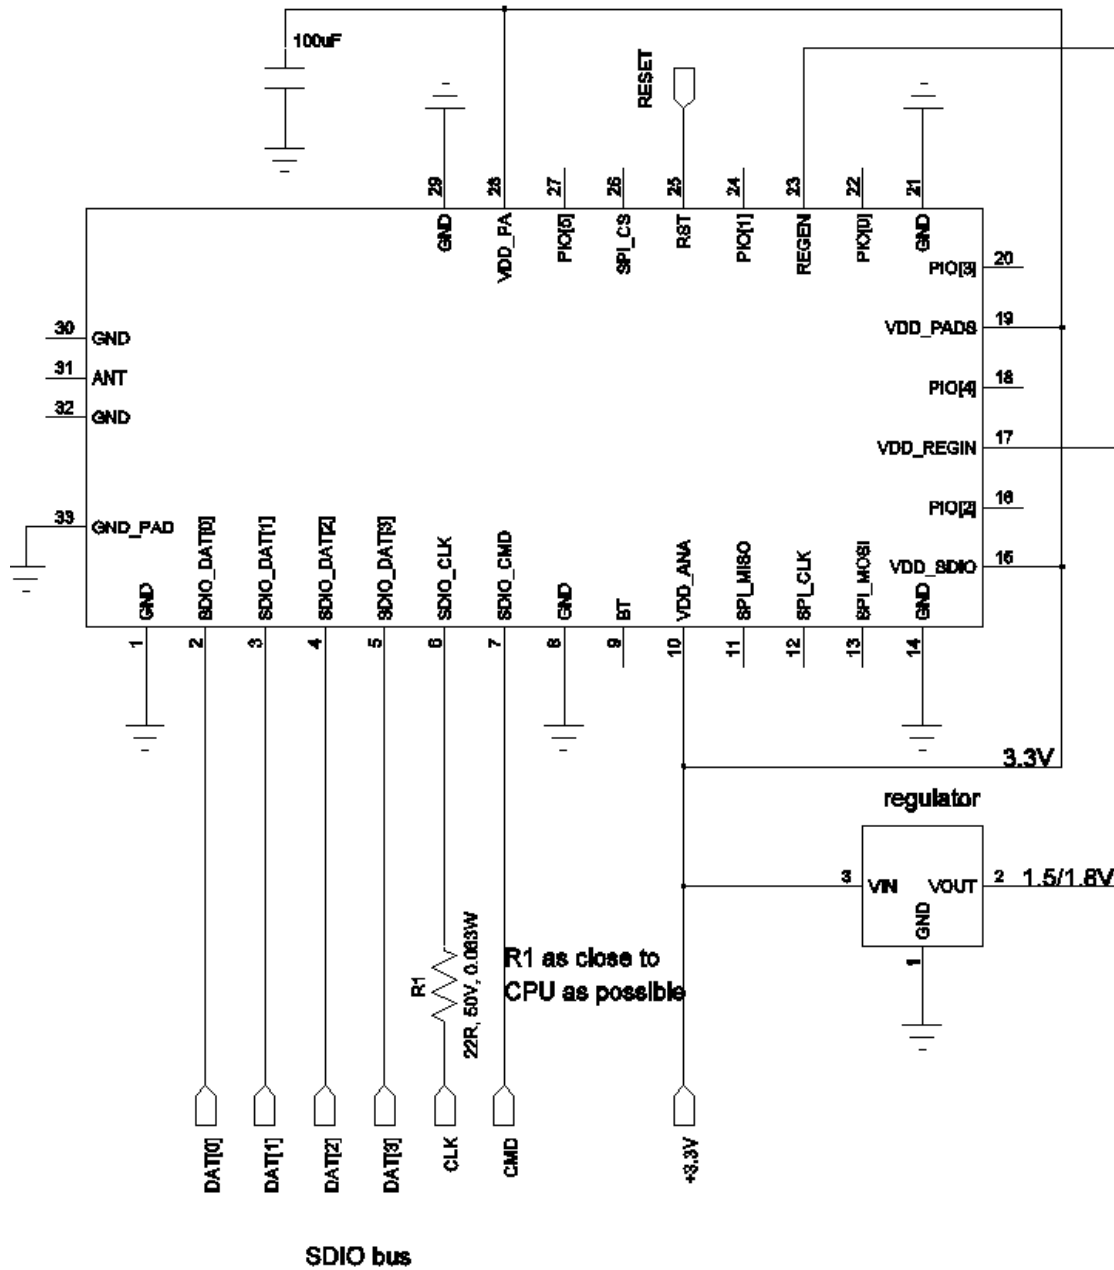 100uF
RESET
29
28
27
26
25
24
23
22
21
GND
VDD_PA
PIO[5]
SPI_CS
RST
PIO[1]
REGEN
PIO[0]
GND
PIO[3]
20
VDD_PADS
19
30
GND
31
ANT
PIO[4]
18
32
GND
VDD_REGIN
17
PIO[2]
16
33
GND_PAD
VDD_SDIO
15
GND
SDIO_DAT[0]
SDIO_DAT[1]
SDIO_DAT[2]
SDIO_DAT[3]
SDIO_CLK
SDIO_CMD
GND
BT
VDD_ANA
SPI_MISO
SPI_CLK
SPI_MOSI
GND
1
2
3
4
5
6
7
8
9
10
11
12
13
14
3.3V
regulator
3
VIN
VOUT
2
1.5/1.8V
GND
1
R1
22R, 50V, 0.063W
R1 as close to
CPU as possible
DAT[0]
DAT[1]
DAT[2]
DAT[3]
CLK
CMD
+3.3V
SDIO bus